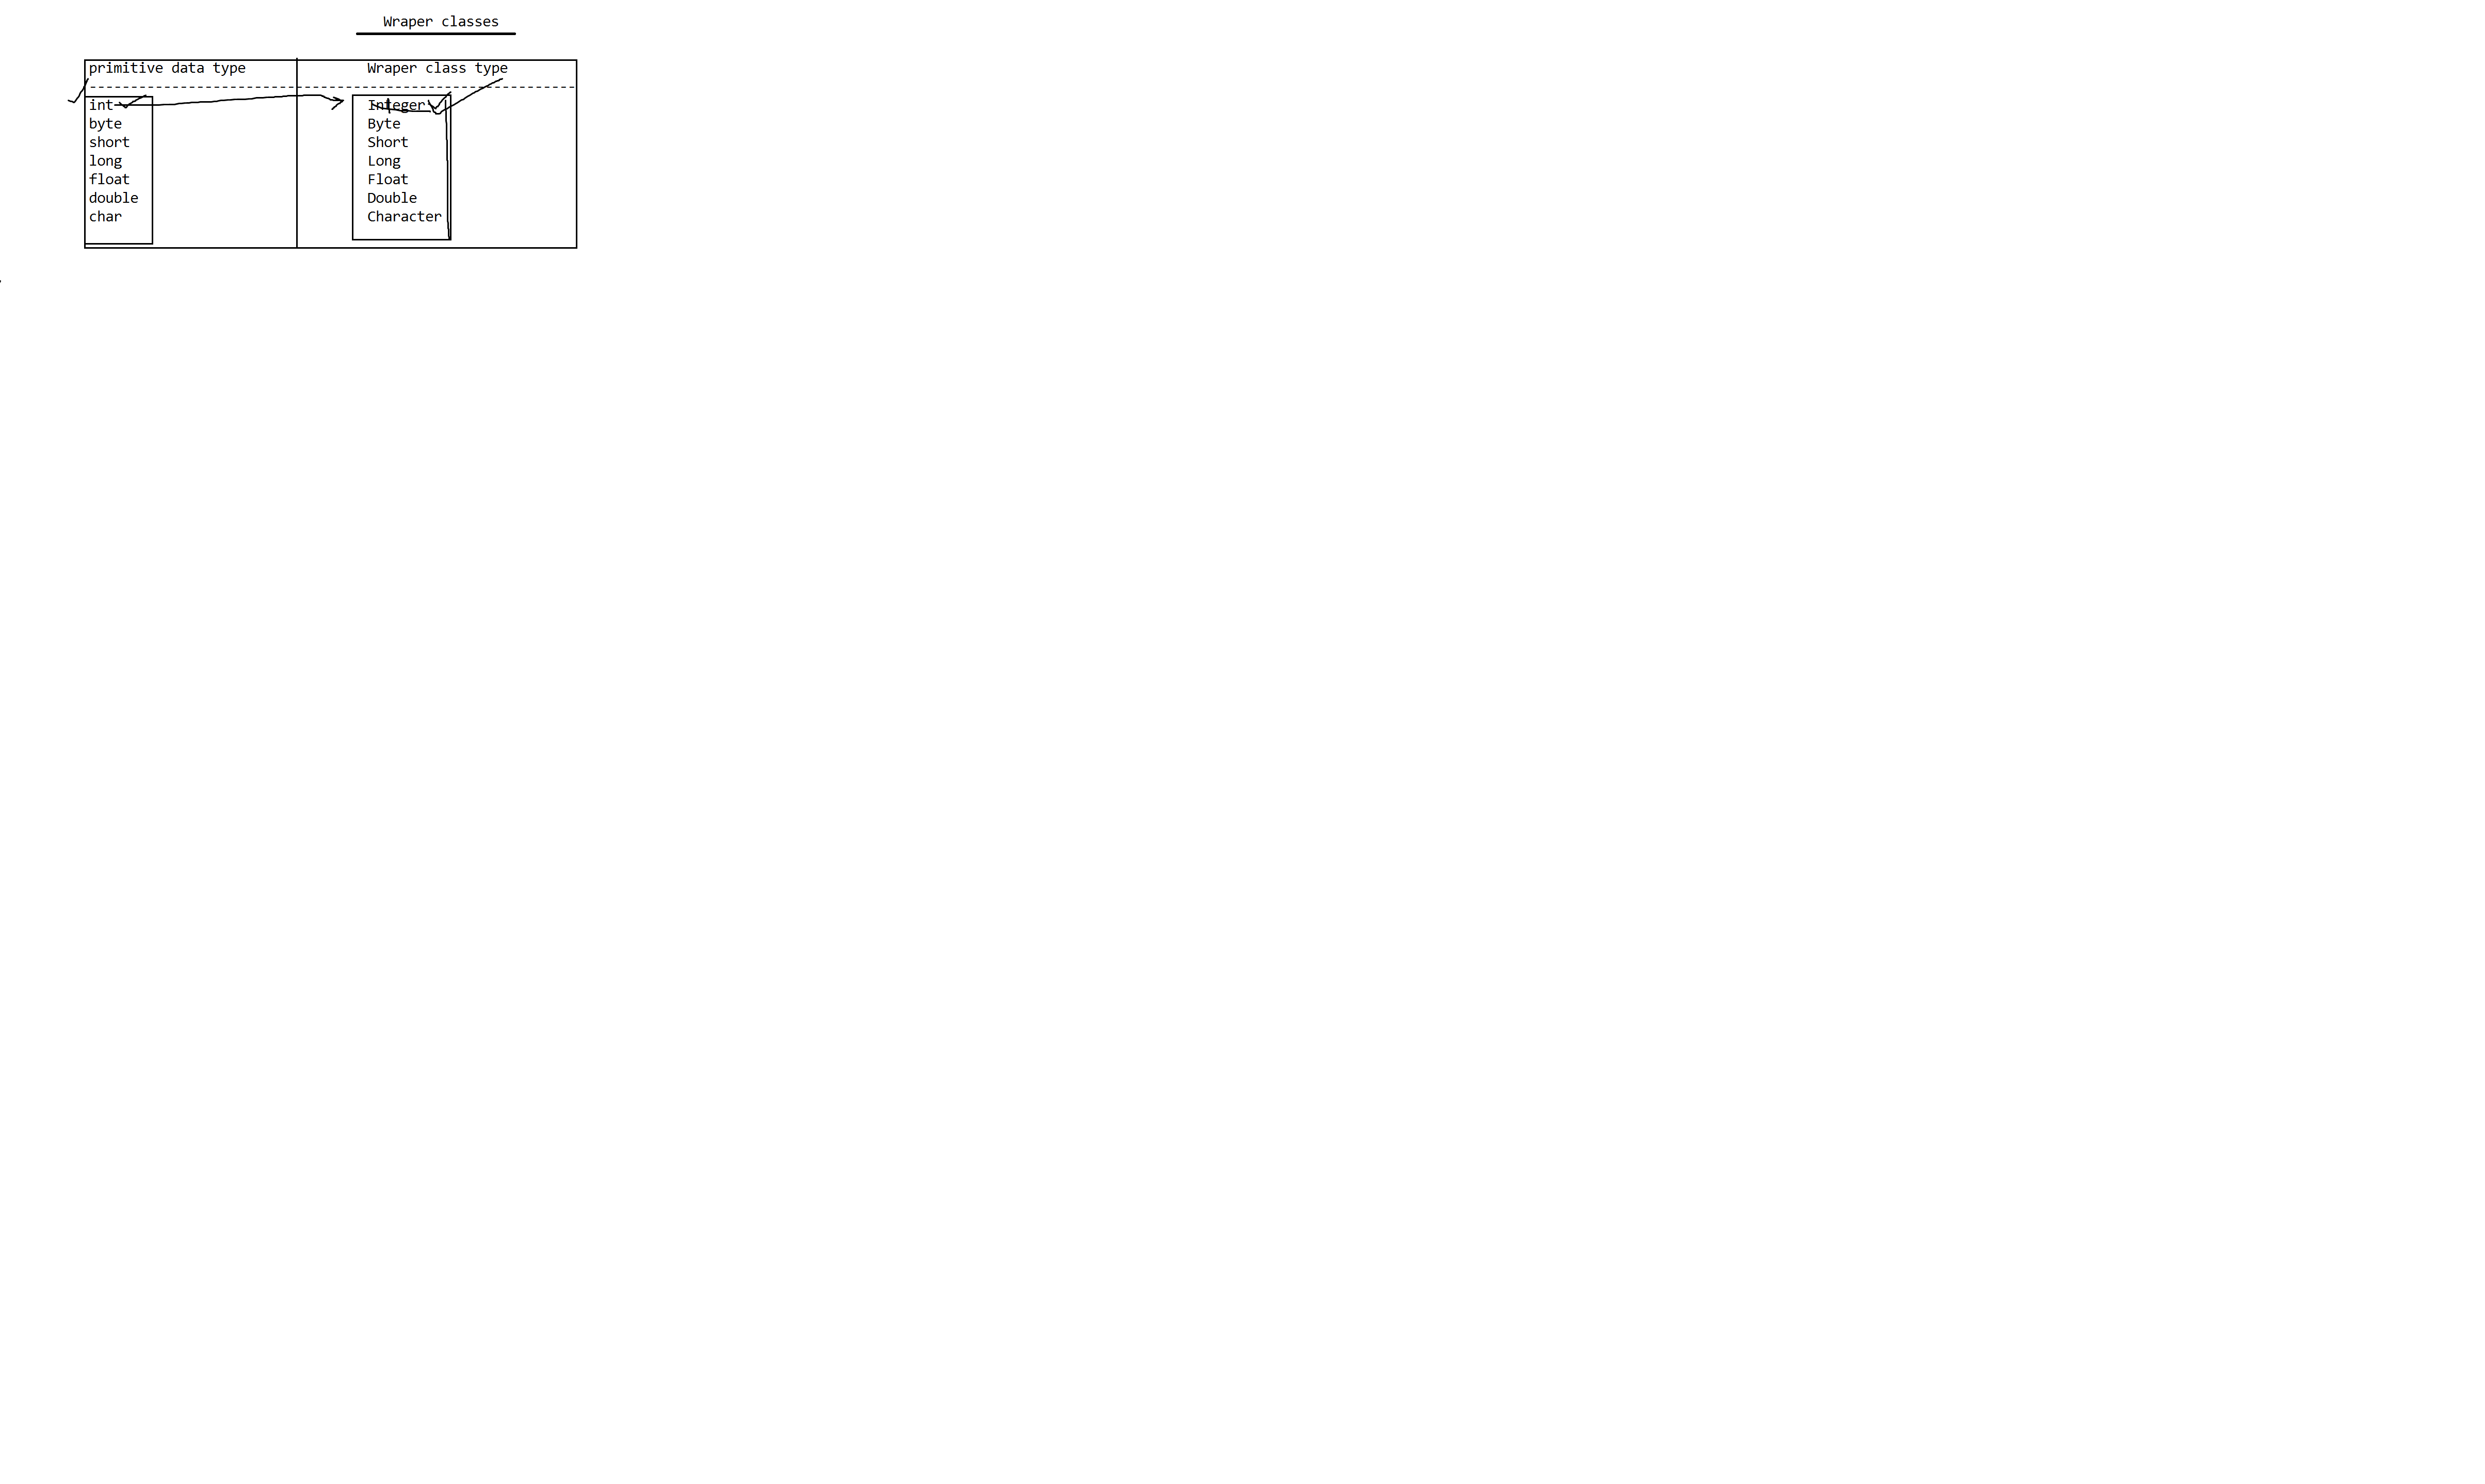 Wraper classes
primitive data type Wraper class type
int Integer
byte Byte
short Short
long Long
float Float
double Double
char Character